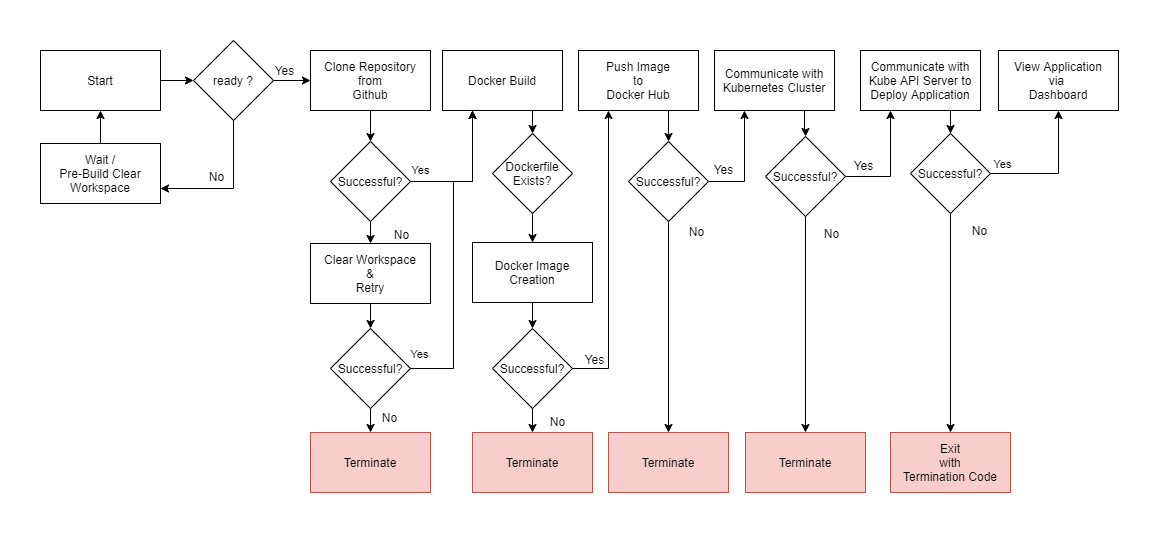 Start
ready ?
Yes
No
Wait /
Pre-Build Clear
Workspace
Clone Repository
from
Github
Successful?
Yes
No
Clear Workspace
&
Retry
Successful?
Yes
No
Terminate
Docker Build
Dockerfile
Exists?
Docker Image
Creation
Successful?
Yes
No
Terminate
Push Image
to
Docker Hub
Successful?
Yes
No
Terminate
Communicate with
Kubernetes Cluster
Successful?
Yes
No
Terminate
Communicate with
Kube API Server to
Deploy Application
Successful?
Yes
No
Exit
with
Termination Code
View Application
via
Dashboard